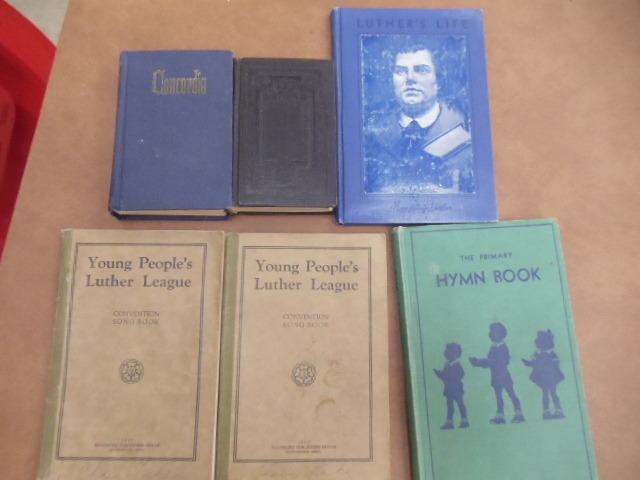 Concordia
LUTHER'S LIFE
Young People's
Luther League
CONVENTION
SONG BOOK
Young People's
Luther League
CONVENTION
SONG BOOK
THE PRIMARY
HYMN BOOK